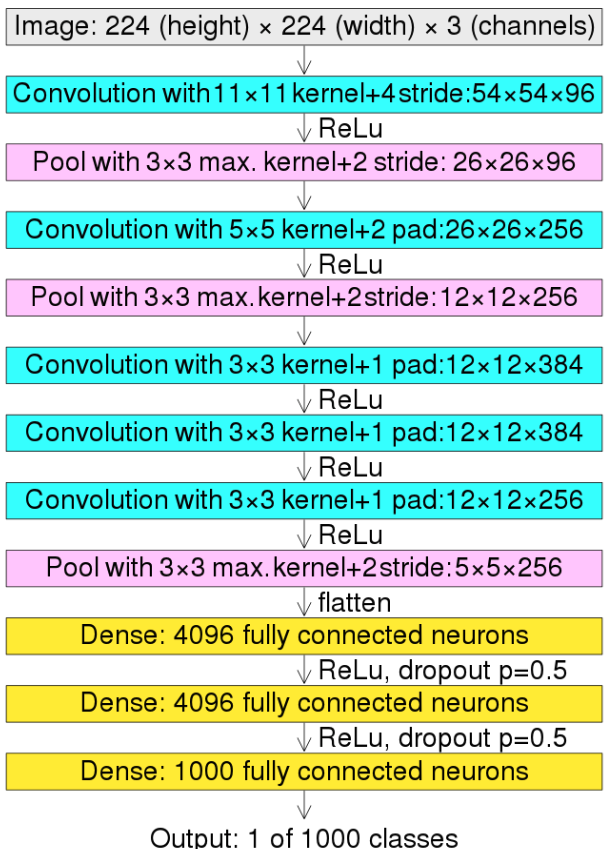 Image: 224 (height) × 224 (width) × 3 (channels)
Convolution with 11×11 kernel+4 stride:54×54×96
ReLu
Pool with 3×3 max. kernel+2 stride: 26×26×96
Convolution with 5×5 kernel+2 pad:26×26×256
ReLu
Pool with 3×3 max.kernel+2stride:12×12×256
Convolution with 3×3 kernel+1 pad:12×12×384
ReLu
Convolution with 3×3 kernel+1 pad:12×12×384
ReLu
Convolution with 3×3 kernel+1 pad:12×12×256
ReLu
Pool with 3×3 max.kernel+2stride:5×5×256
flatten
Dense: 4096 fully connected neurons
ReLu, dropout p=0.5
Dense: 4096 fully connected neurons
ReLu, dropout p=0.5
Dense: 1000 fully connected neurons
Output: 1 of 1000 classes